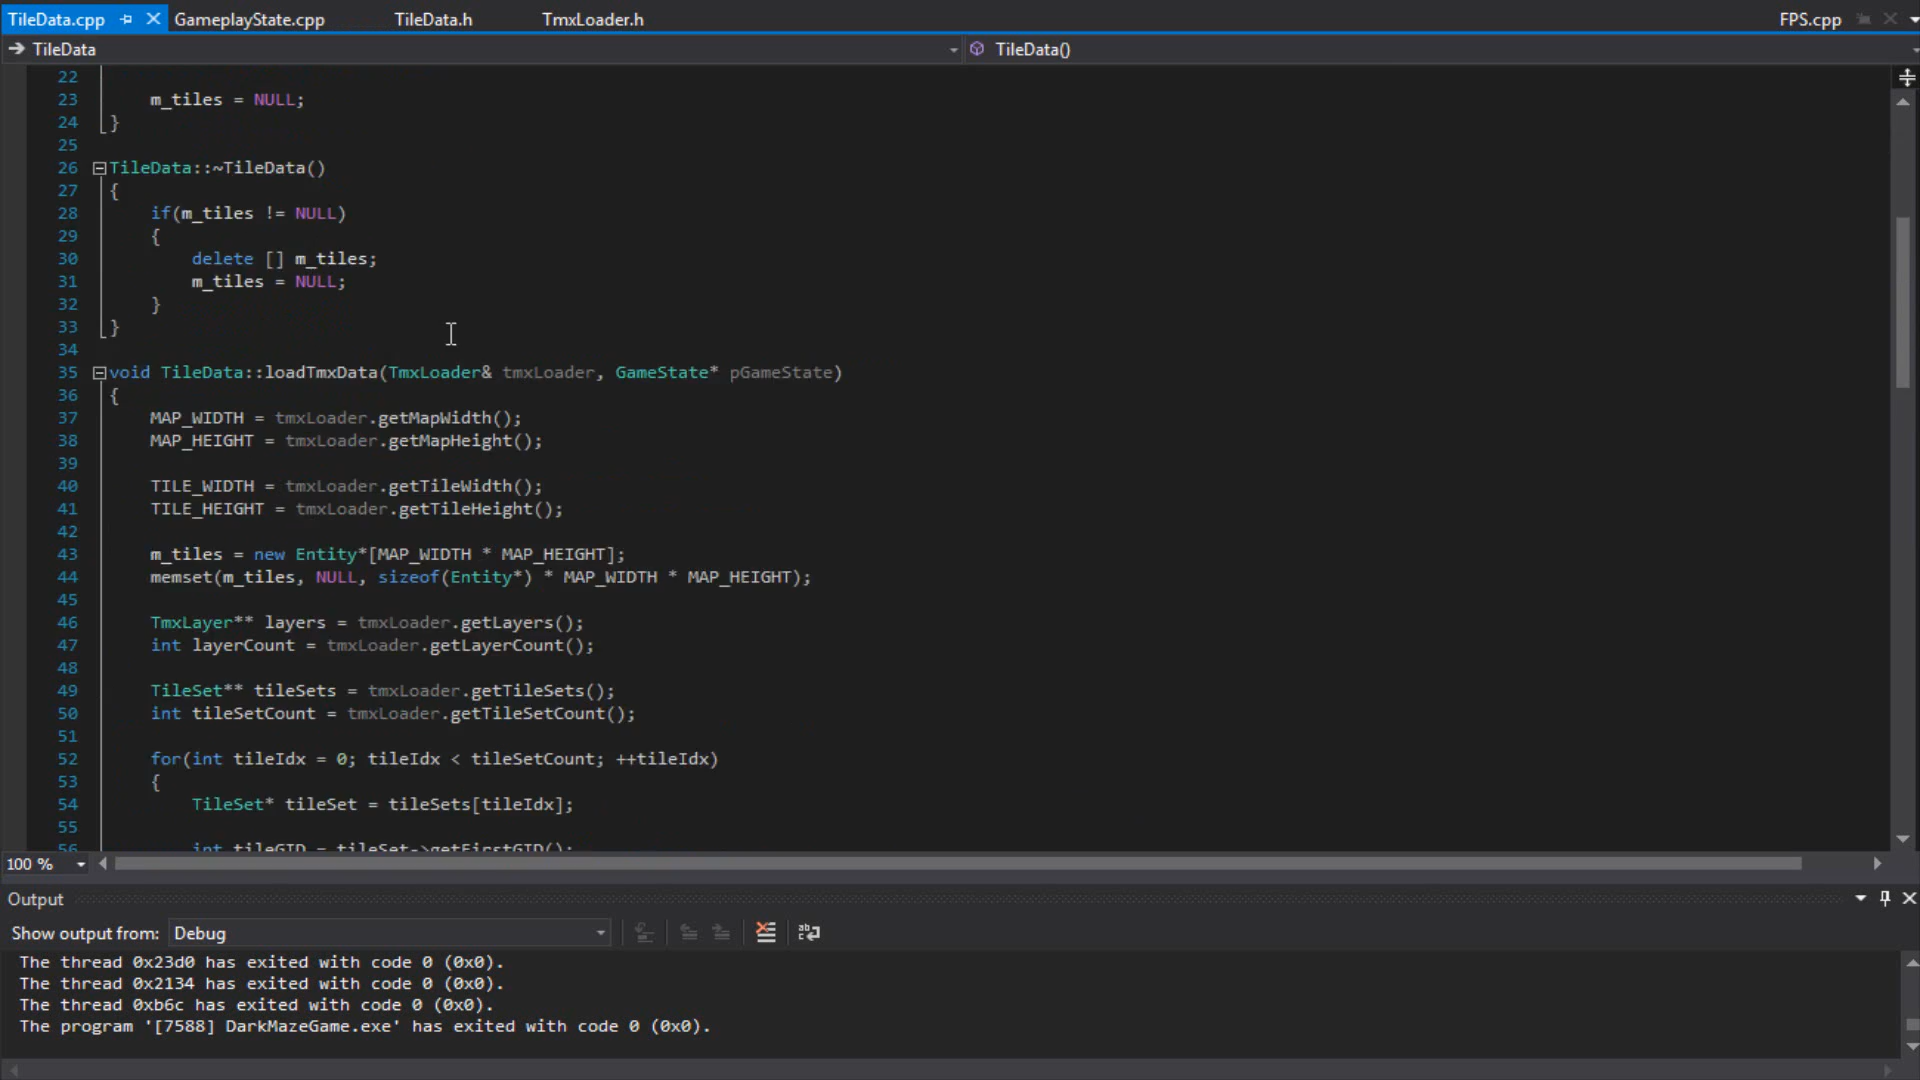 TileData.cpp GameplayState.cpp TileData.h TmxLoader.h FPS.cpp
TileData TileData()
22
23 m_tiles = NULL;
24 }
25
26 TileData::~TileData()
27 {
28 if(m_tiles != NULL)
29 {
30 delete [] m_tiles;
31 m_tiles = NULL;
32 }
33 }
34
35 void TileData::loadTmxData(TmxLoader& tmxLoader, GameState* pGameState)
36 {
37 MAP_WIDTH = tmxLoader.getMapWidth();
38 MAP_HEIGHT = tmxLoader.getMapHeight();
39
40 TILE_WIDTH = tmxLoader.getTileWidth();
41 TILE_HEIGHT = tmxLoader.getTileHeight();
42
43 m_tiles = new Entity*[MAP_WIDTH * MAP_HEIGHT];
44 memset(m_tiles, NULL, sizeof(Entity*) * MAP_WIDTH * MAP_HEIGHT);
45
46 TmxLayer** layers = tmxLoader.getLayers();
47 int layerCount = tmxLoader.getLayerCount();
48
49 TileSet** tileSets = tmxLoader.getTileSets();
50 int tileSetCount = tmxLoader.getTileSetCount();
51
52 for(int tileIdx = 0; tileIdx < tileSetCount; ++tileIdx)
53 {
54 TileSet* tileSet = tileSets[tileIdx];
55
56 int tileGID = tileSet->getFirstGID();
100 %
Output
Show output from: Debug
The thread 0x23d0 has exited with code 0 (0x0).
The thread 0x2134 has exited with code 0 (0x0).
The thread 0xb6c has exited with code 0 (0x0).
The program '[7588] DarkMazeGame.exe' has exited with code 0 (0x0).